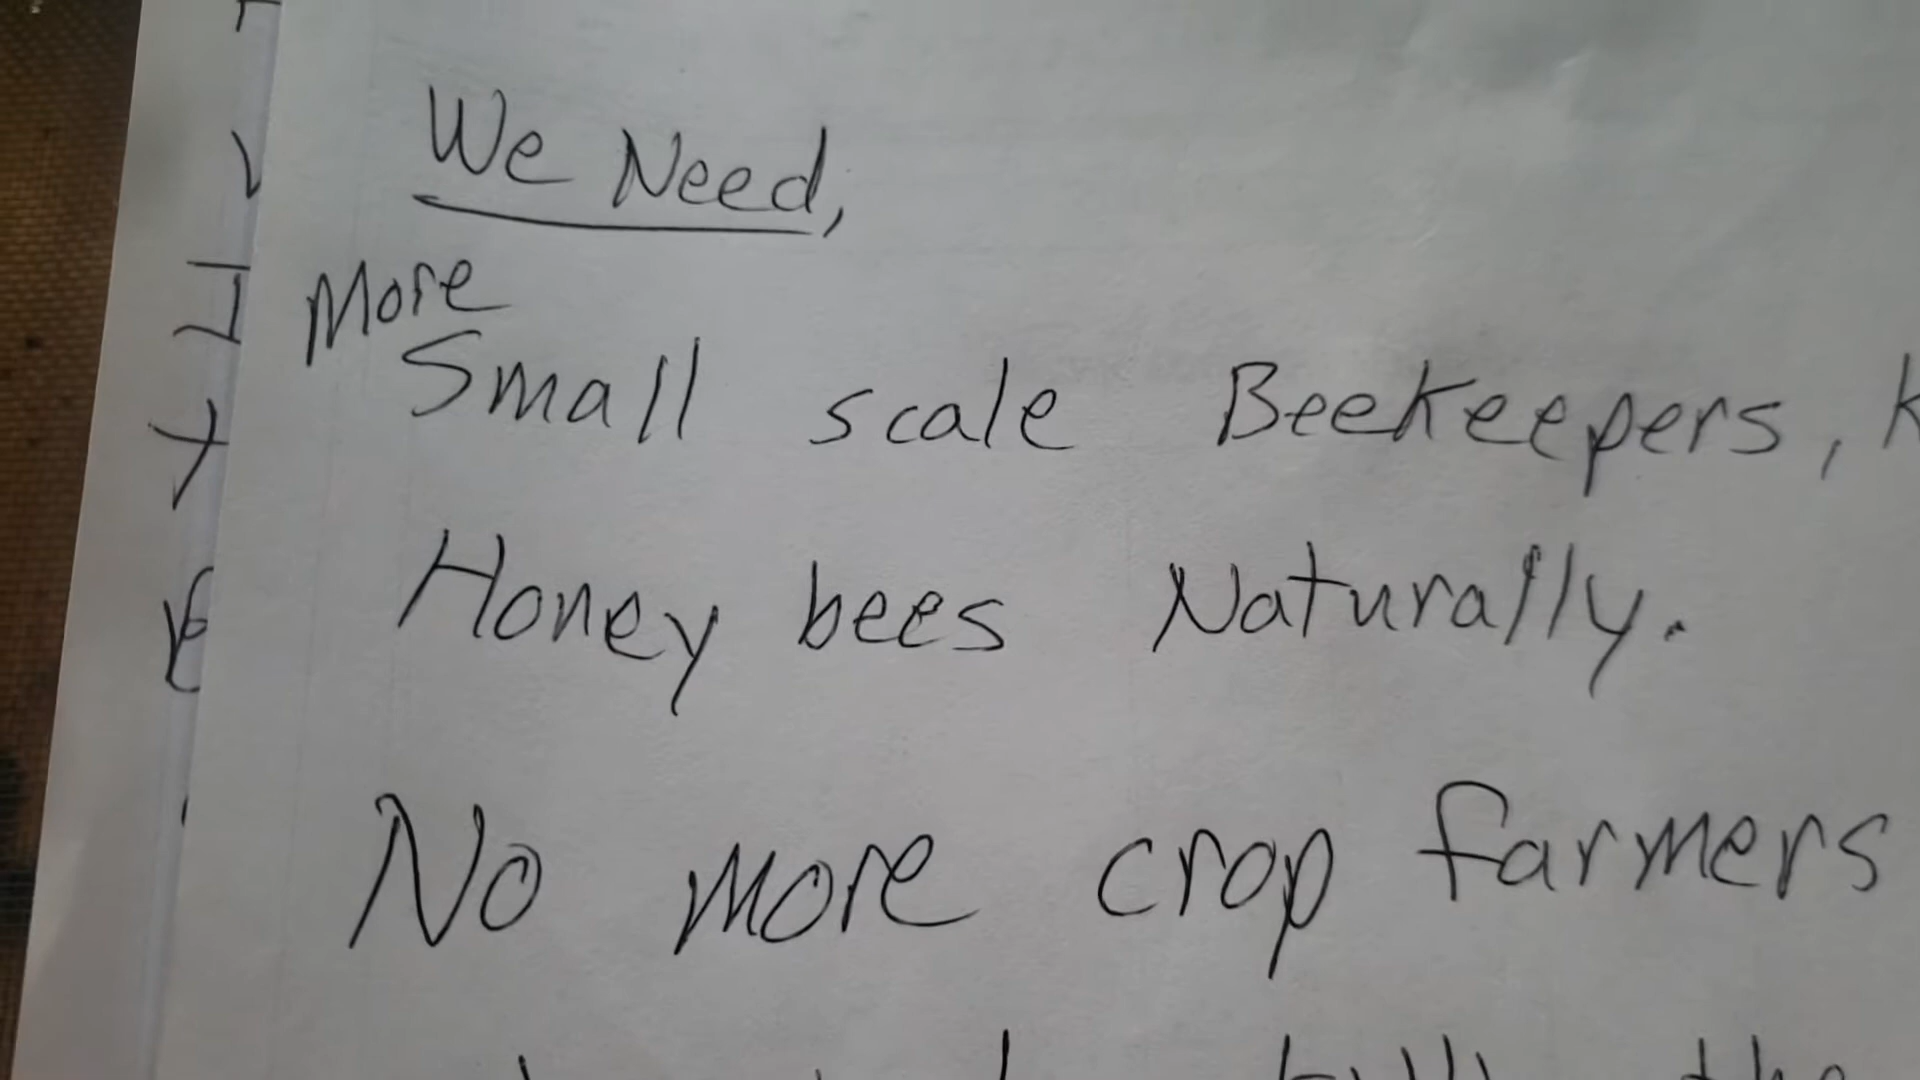 We Need,
More
Small scale Beekeepers,
Honey bees Naturally.
No more crop farmers